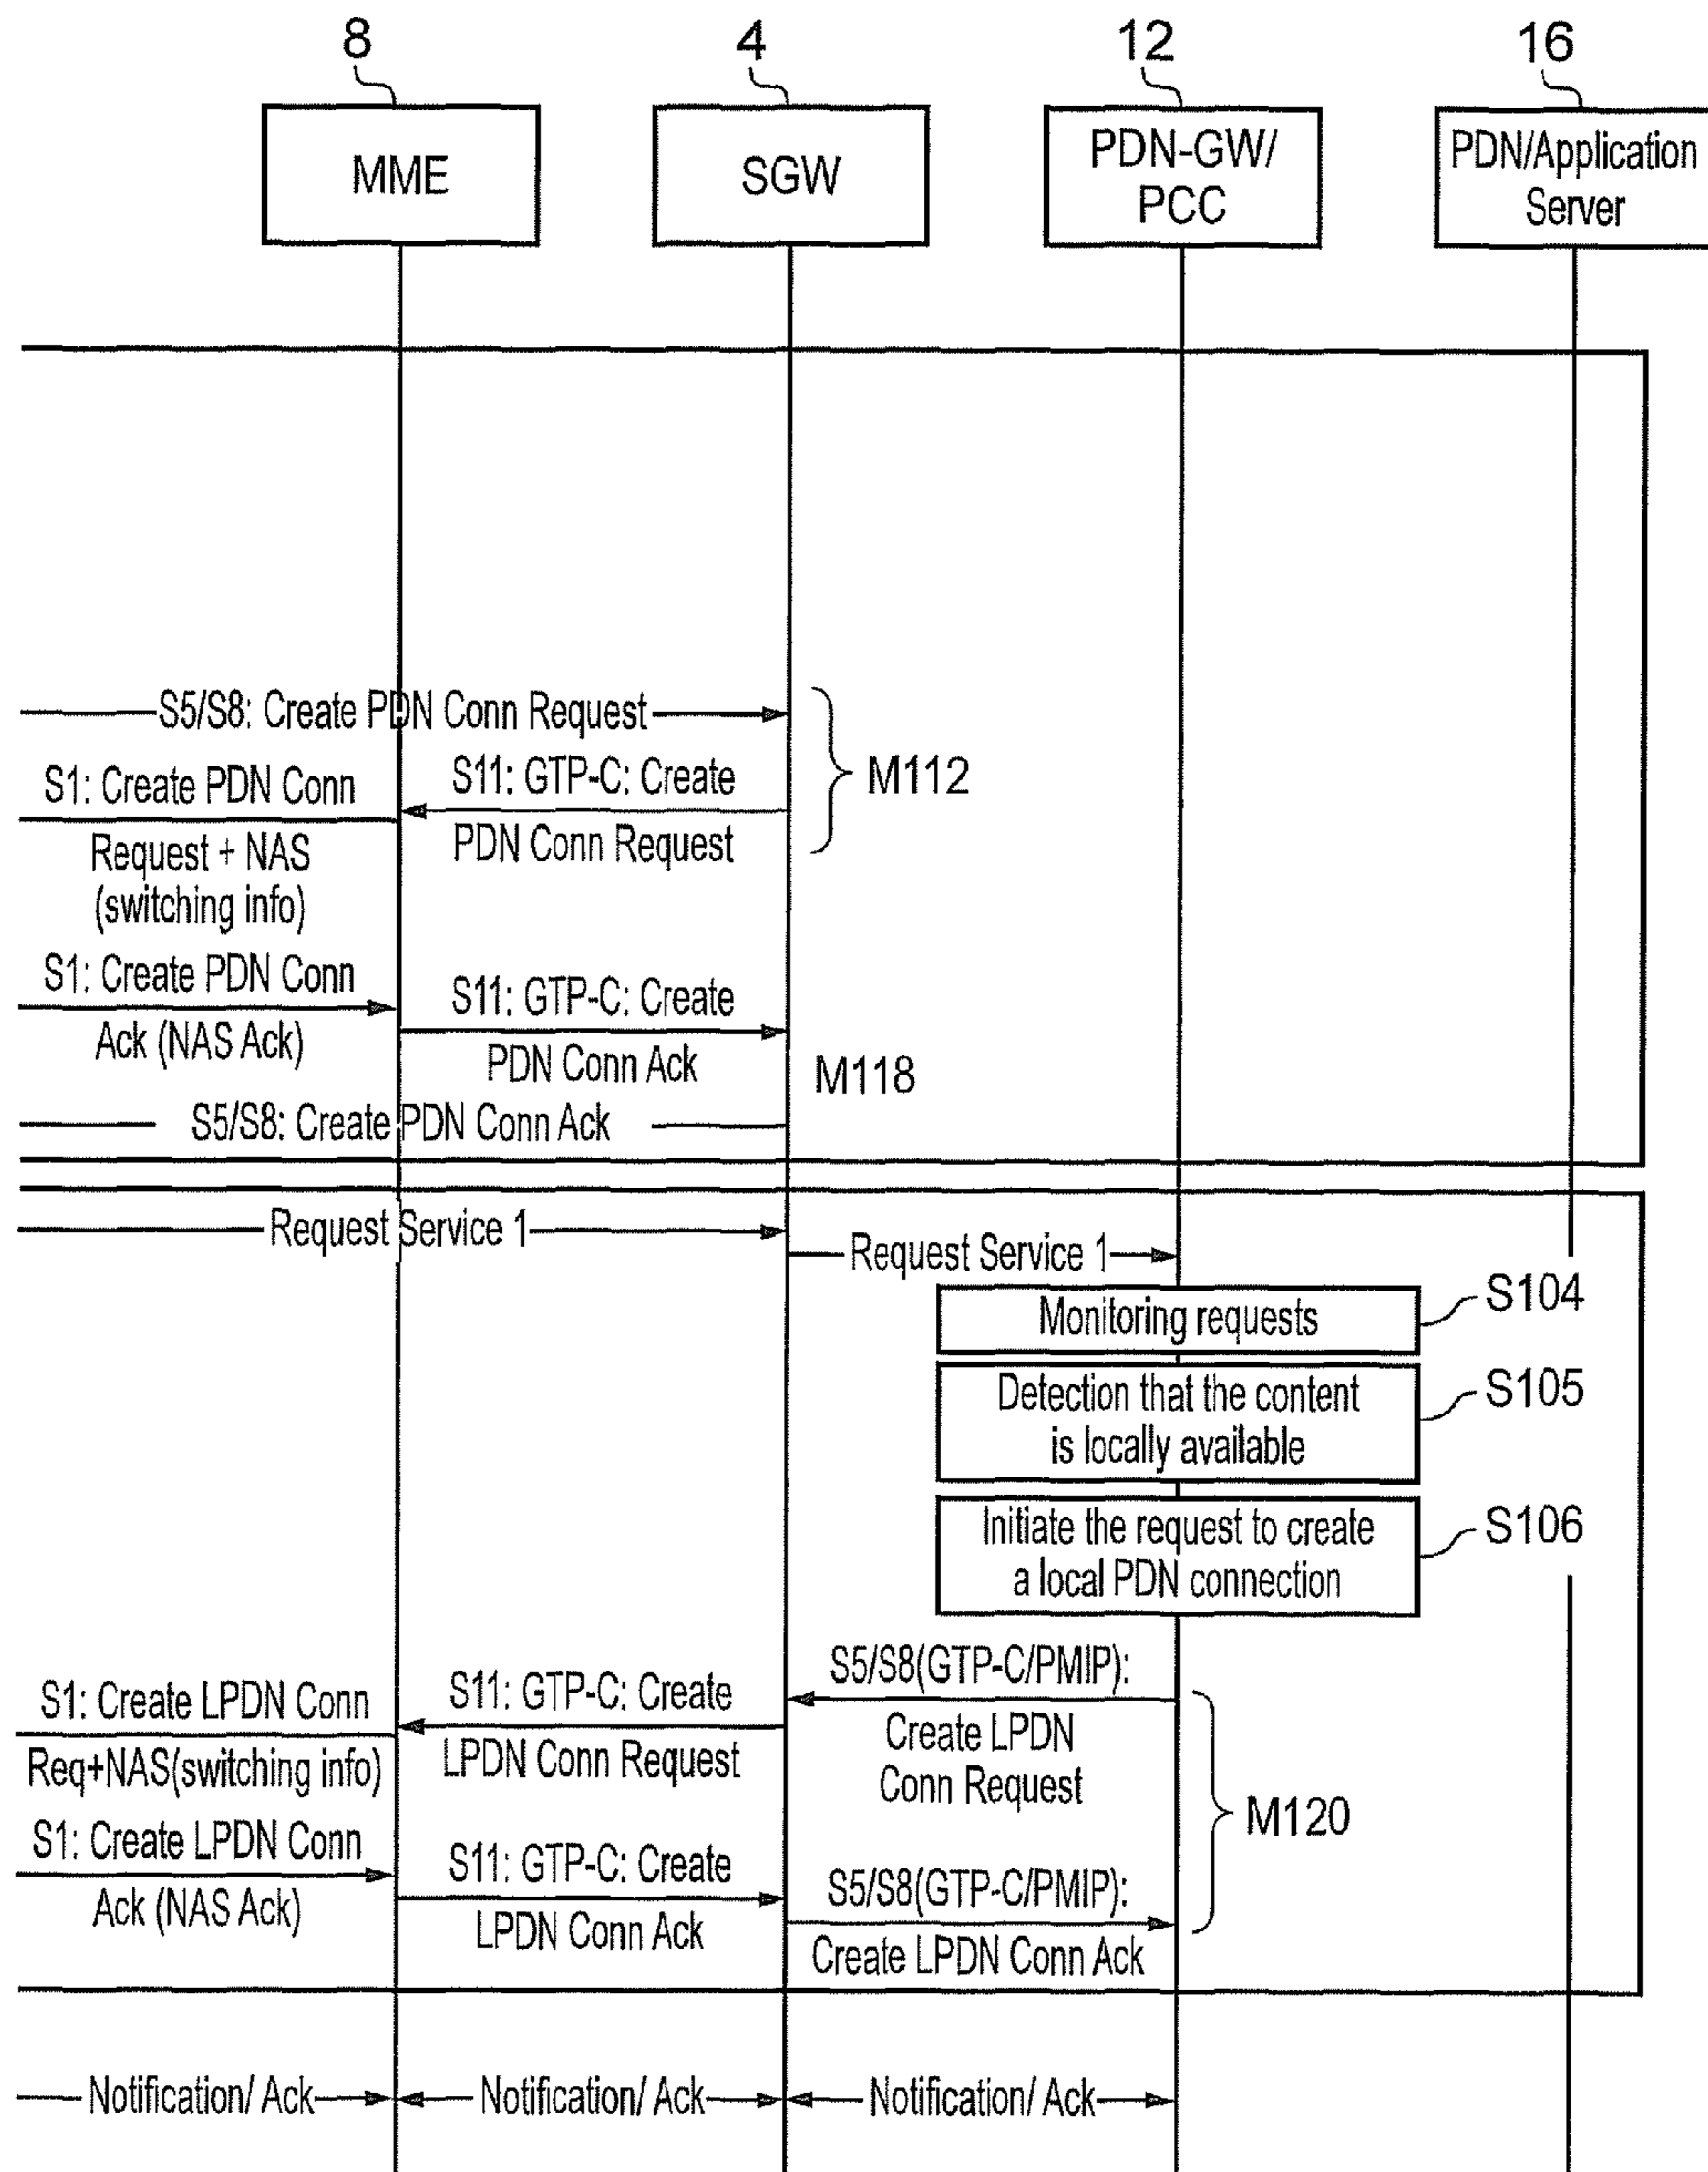 8
4
12
16
MME
SGW
PDN-GW/
PCC
PDN/Application
Server
S5/S8: Create PDN Conn Request
S1: Create PDN Conn
Request + NAS
(switching info)
S11: GTP-C: Create
PDN Conn Request
M112
S1: Create PDN Conn
Ack (NAS Ack)
S11: GTP-C: Create
PDN Conn Ack
M118
S5/S8: Create PDN Conn Ack
Request Service 1
Request Service 1
Monitoring requests
S104
Detection that the content
is locally available
S105
Initiate the request to create
a local PDN connection
S106
S5/S8(GTP-C/PMIP):
Create LPDN
Conn Request
S11: GTP-C: Create
LPDN Conn Request
S1: Create LPDN Conn
Req+NAS(switching info)
M120
S1: Create LPDN Conn
Ack (NAS Ack)
S11: GTP-C: Create
LPDN Conn Ack
S5/S8(GTP-C/PMIP):
Create LPDN Conn Ack
Notification/ Ack
Notification/ Ack
Notification/ Ack